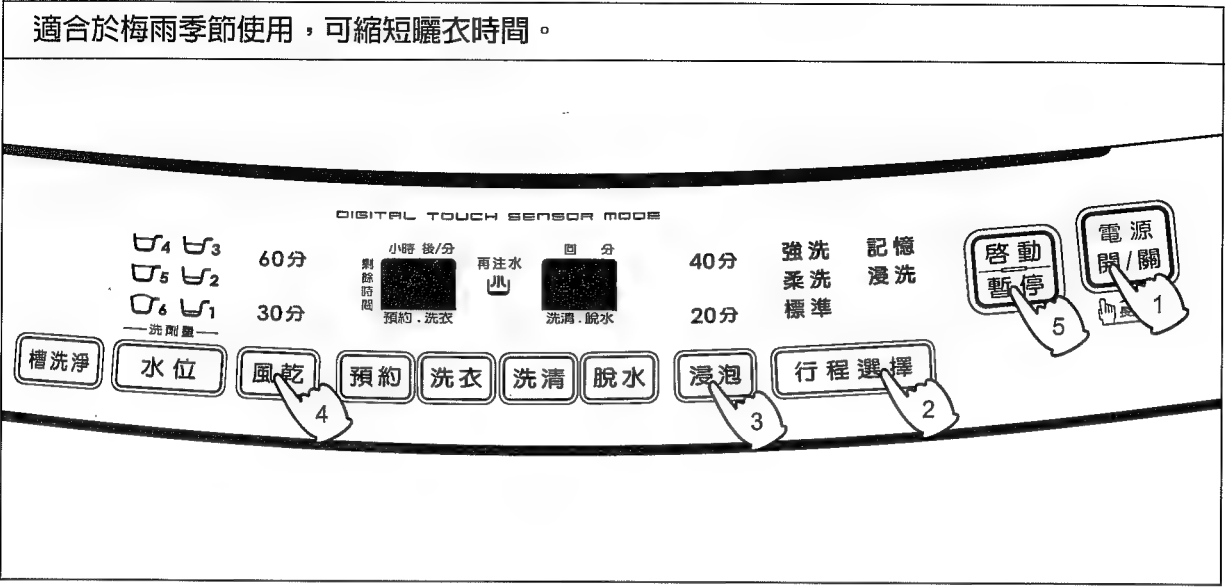 適合於梅雨季節使用，可縮短曬衣時間。
DIGITAL TOUCH SENSOR MODE
4 3
5 2
6 1
洗劑量
60分
30分
小時 後/分
剩餘時間
預約.洗衣
再注水
回 分
洗清.脫水
40分
20分
強洗 記憶
柔洗 浸洗
標準
啓動
暫停
5
電源
開/關
1
槽洗淨
水位
風乾
4
預約
洗衣
洗清
脫水
浸泡
3
行程選擇
2